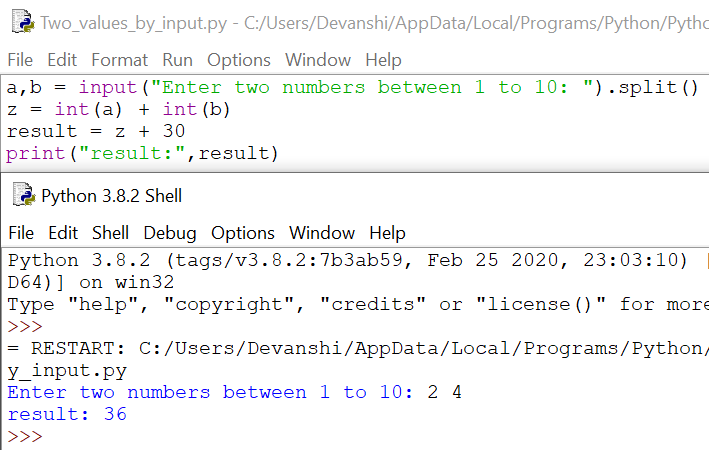 Two_values_by_input.py - C:/Users/Devanshi/AppData/Local/Programs/Python/Pytho
File Edit Format Run Options Window Help
a,b = input("Enter two numbers between 1 to 10: ").split()
z = int(a) + int(b)
result = z + 30
print("result:",result)
Python 3.8.2 Shell
File Edit Shell Debug Options Window Help
Python 3.8.2 (tags/v3.8.2:7b3ab59, Feb 25 2020, 23:03:10) [
D64)] on win32
Type "help", "copyright", "credits" or "license()" for more
>>>
= RESTART: C:/Users/Devanshi/AppData/Local/Programs/Python/
y_input.py
Enter two numbers between 1 to 10: 2 4
result: 36
>>>